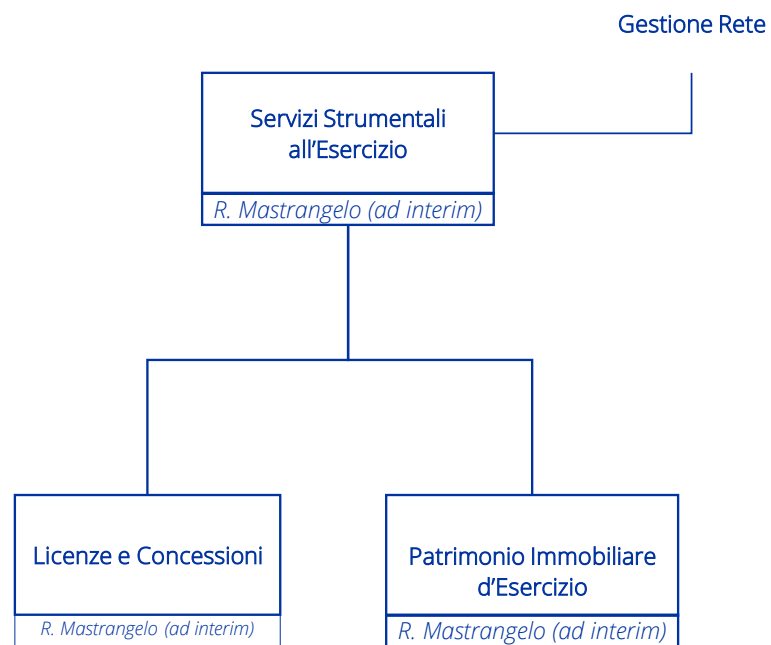 Gestione Rete
Servizi Strumentali
all’Esercizio
R. Mastrangelo (ad interim)
Licenze e Concessioni
R. Mastrangelo (ad interim)
Patrimonio Immobiliare
d’Esercizio
R. Mastrangelo (ad interim)